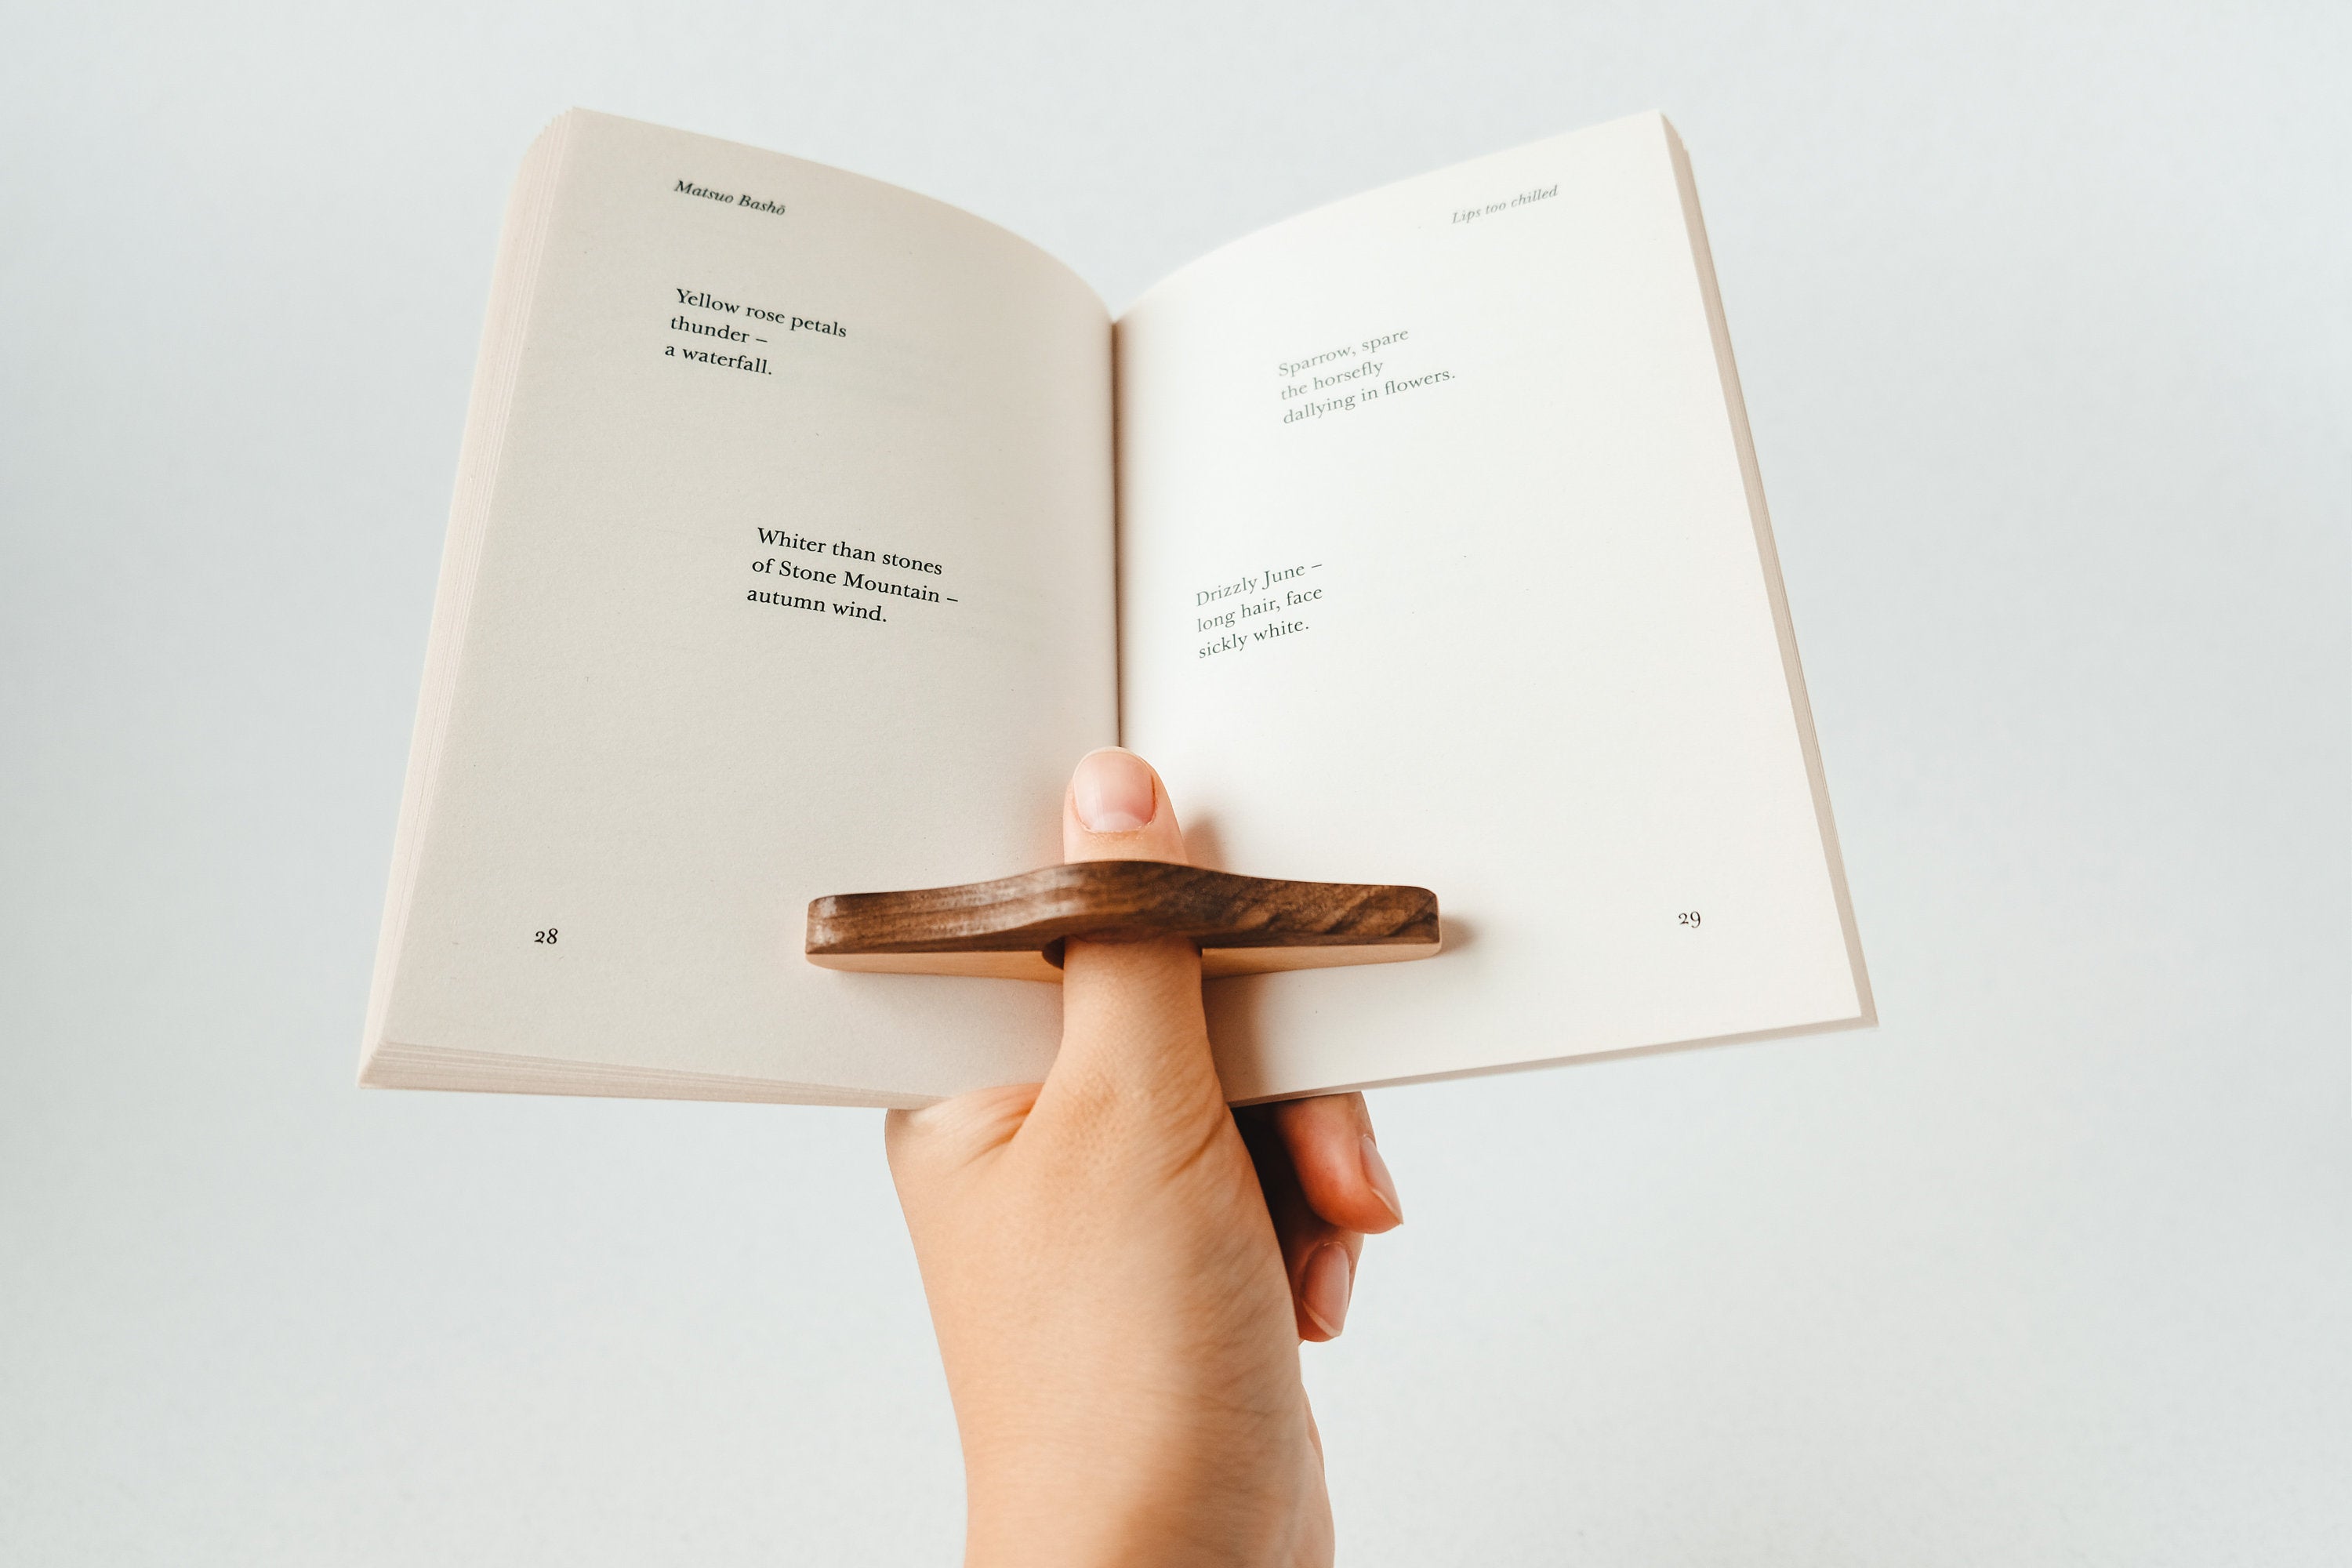 Matsuo Bashō
Yellow rose petals
thunder –
a waterfall.
Whiter than stones
of Stone Mountain –
autumn wind.
28
Lips too chilled
Sparrow, spare
the horsefly
dallying in flowers.
Drizzly June –
long hair, face
sickly white.
29